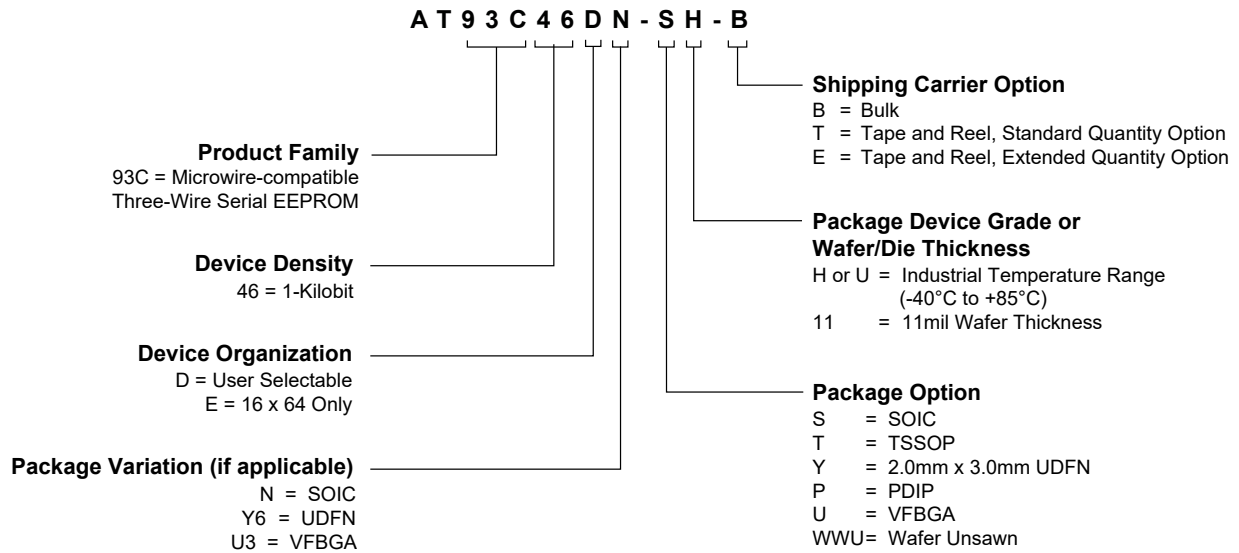 AT93C46DN-SH-B
Product Family
93C = Microwire-compatible
Three-Wire Serial EEPROM
Device Density
46 = 1-Kilobit
Device Organization
D = User Selectable
E = 16 x 64 Only
Package Variation (if applicable)
N = SOIC
Y6 = UDFN
U3 = VFBGA
Shipping Carrier Option
B = Bulk
T = Tape and Reel, Standard Quantity Option
E = Tape and Reel, Extended Quantity Option
Package Device Grade or
Wafer/Die Thickness
H or U = Industrial Temperature Range
(-40°C to +85°C)
11 = 11mil Wafer Thickness
Package Option
S = SOIC
T = TSSOP
Y = 2.0mm x 3.0mm UDFN
P = PDIP
U = VFBGA
WWU= Wafer Unsawn